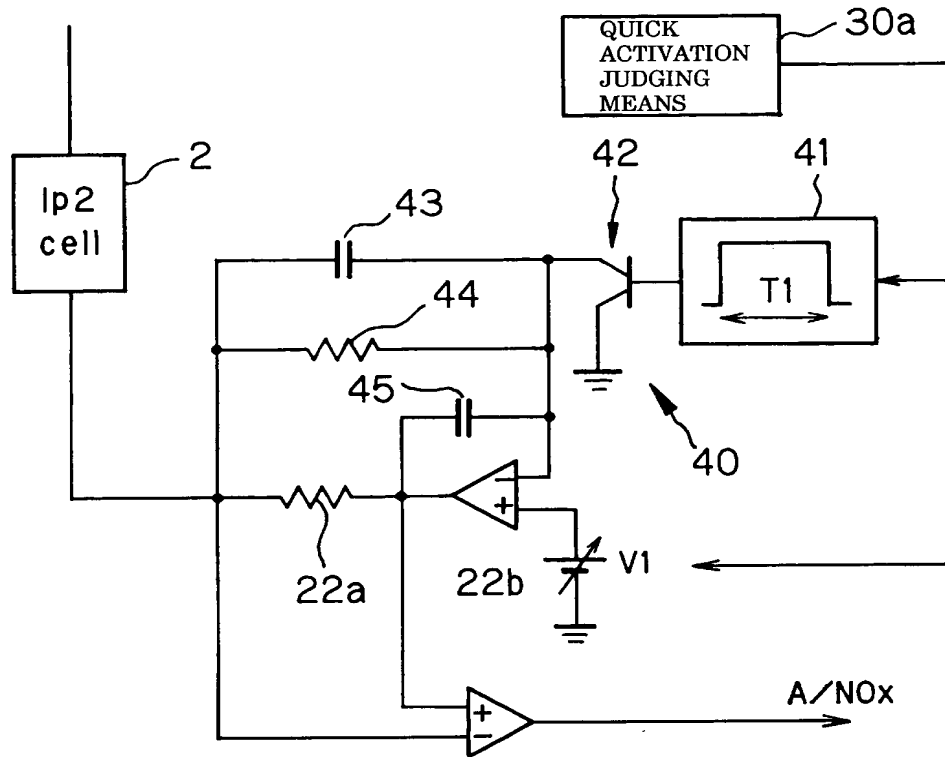 QUICK
ACTIVATION
JUDGING
MEANS
30a
2
Ip2
cell
43
42
41
T1
44
45
40
−
+
22a
22b
V1
+
−
A/NOx